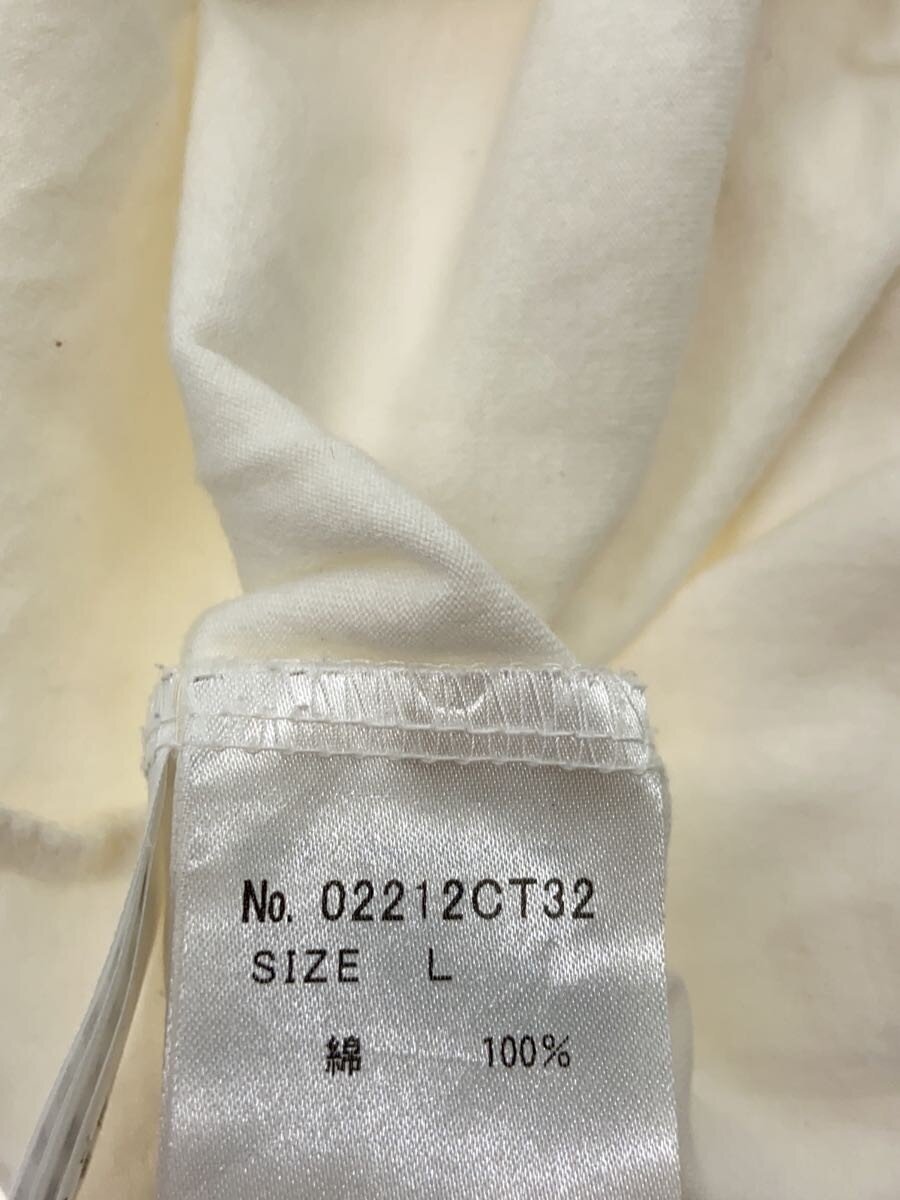 No. 02212CT32
SIZE L
綿 100%